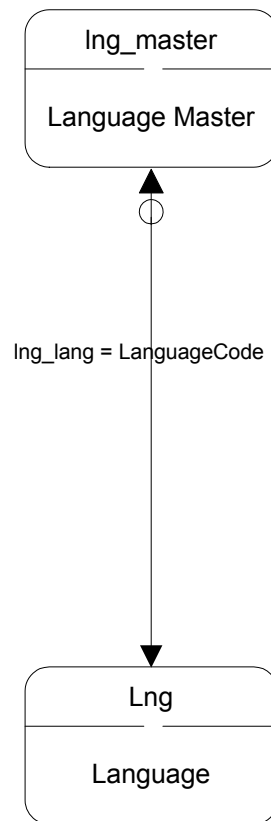 lng_master
Language Master
lng_lang = LanguageCode
Lng
Language